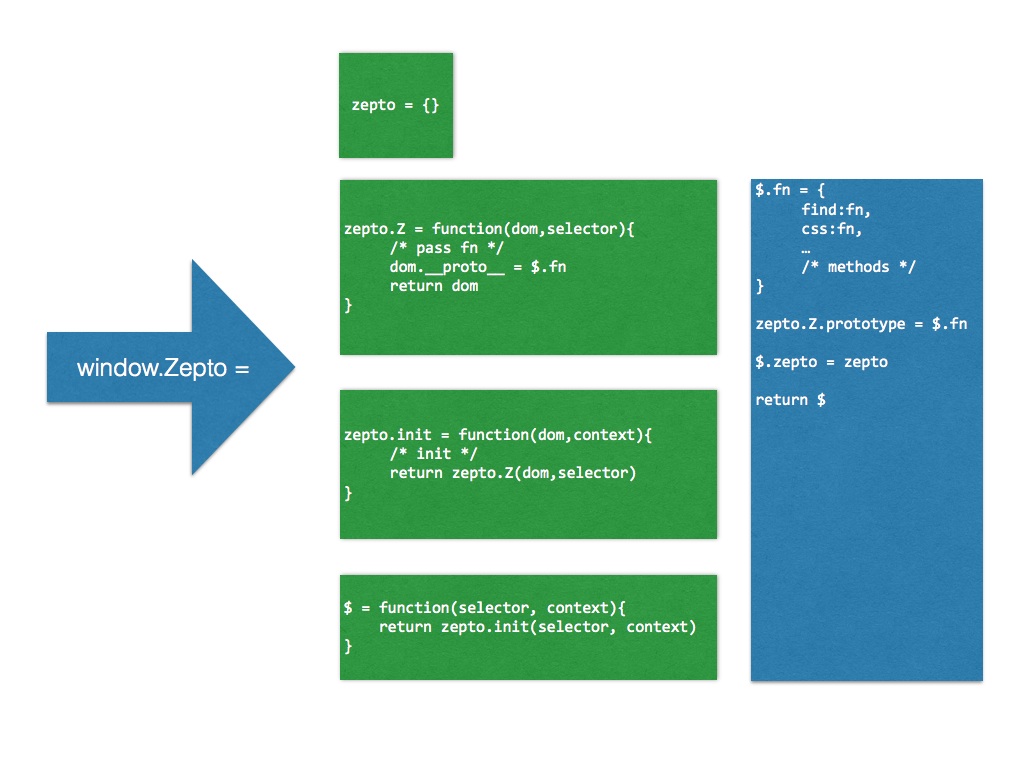 zepto = {}
zepto.Z = function(dom,selector){
/* pass fn */
dom.__proto__ = $.fn
return dom
}
window.Zepto =
zepto.init = function(dom,context){
/* init */
return zepto.Z(dom,selector)
}
$ = function(selector, context){
return zepto.init(selector, context)
}
$.fn = {
find:fn,
css:fn,
…
/* methods */
}
zepto.Z.prototype = $.fn
$.zepto = zepto
return $